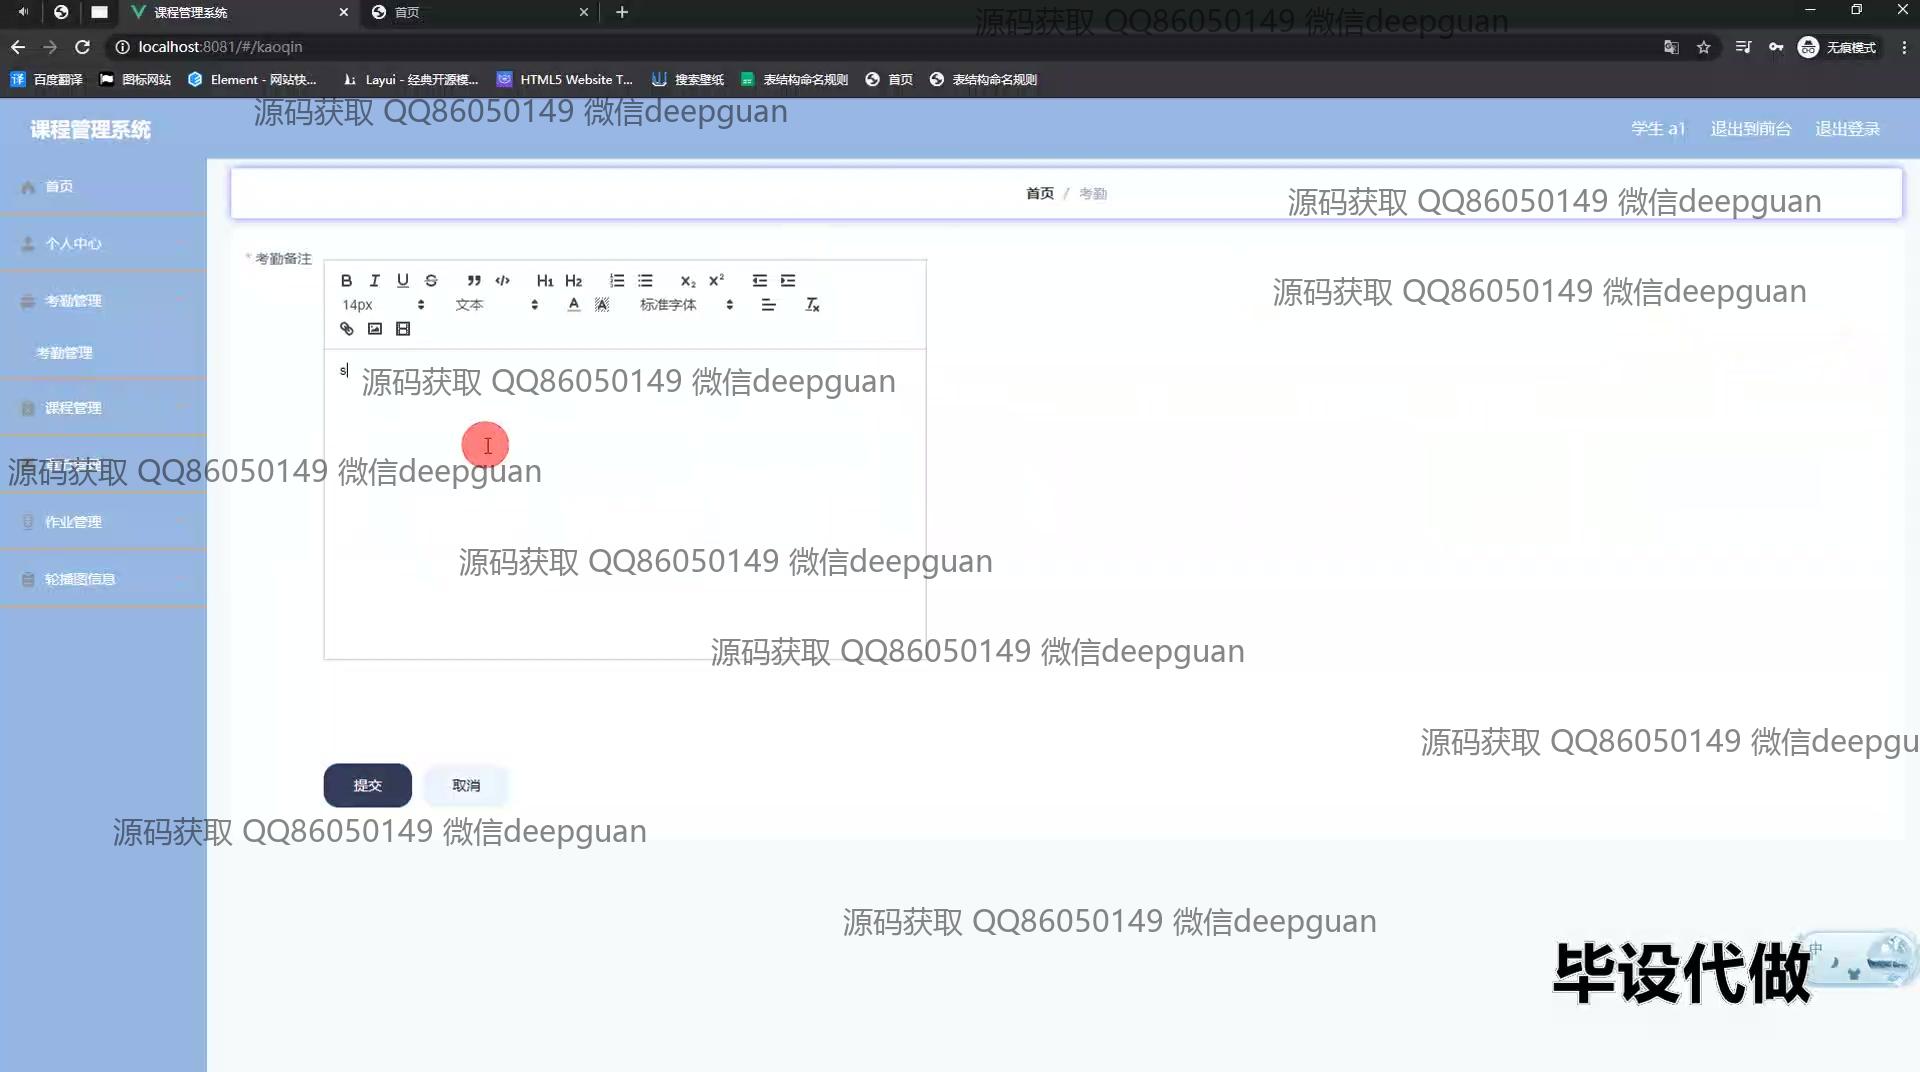 课程管理系统
首页
源码获取 QQ86050149 微信deepguan
localhost:8081/#/kaoqin
无痕模式
百度翻译
图标网站
Element - 网站快...
Layui - 经典开源模...
HTML5 Website T...
搜索壁纸
表结构命名规则
首页
表结构命名规则
源码获取 QQ86050149 微信deepguan
课程管理系统
学生 a1
退出到前台
退出登录
首页
首页 / 考勤
源码获取 QQ86050149 微信deepguan
个人中心
* 考勤备注
源码获取 QQ86050149 微信deepguan
B I U S ” </> H1 H2 x2 x2
14px 文本 A A 标准字体 Tx
考勤管理
考勤管理
s
源码获取 QQ86050149 微信deepguan
课程管理
源码获取 QQ86050149 微信deepguan
作业管理
源码获取 QQ86050149 微信deepguan
轮播图信息
源码获取 QQ86050149 微信deepguan
源码获取 QQ86050149 微信deepgu
提交
取消
源码获取 QQ86050149 微信deepguan
源码获取 QQ86050149 微信deepguan
毕设代做
中